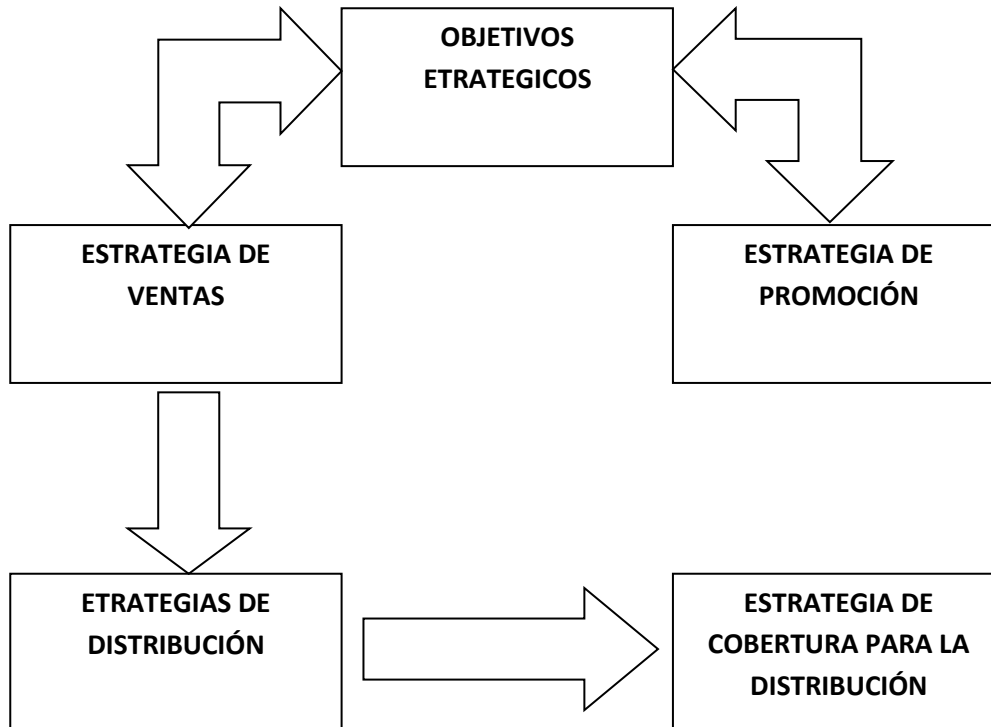 OBJETIVOS
ETRATEGICOS
ESTRATEGIA DE
VENTAS
ESTRATEGIA DE
PROMOCIÓN
ETRATEGIAS DE
DISTRIBUCIÓN
ESTRATEGIA DE
COBERTURA PARA LA
DISTRIBUCIÓN